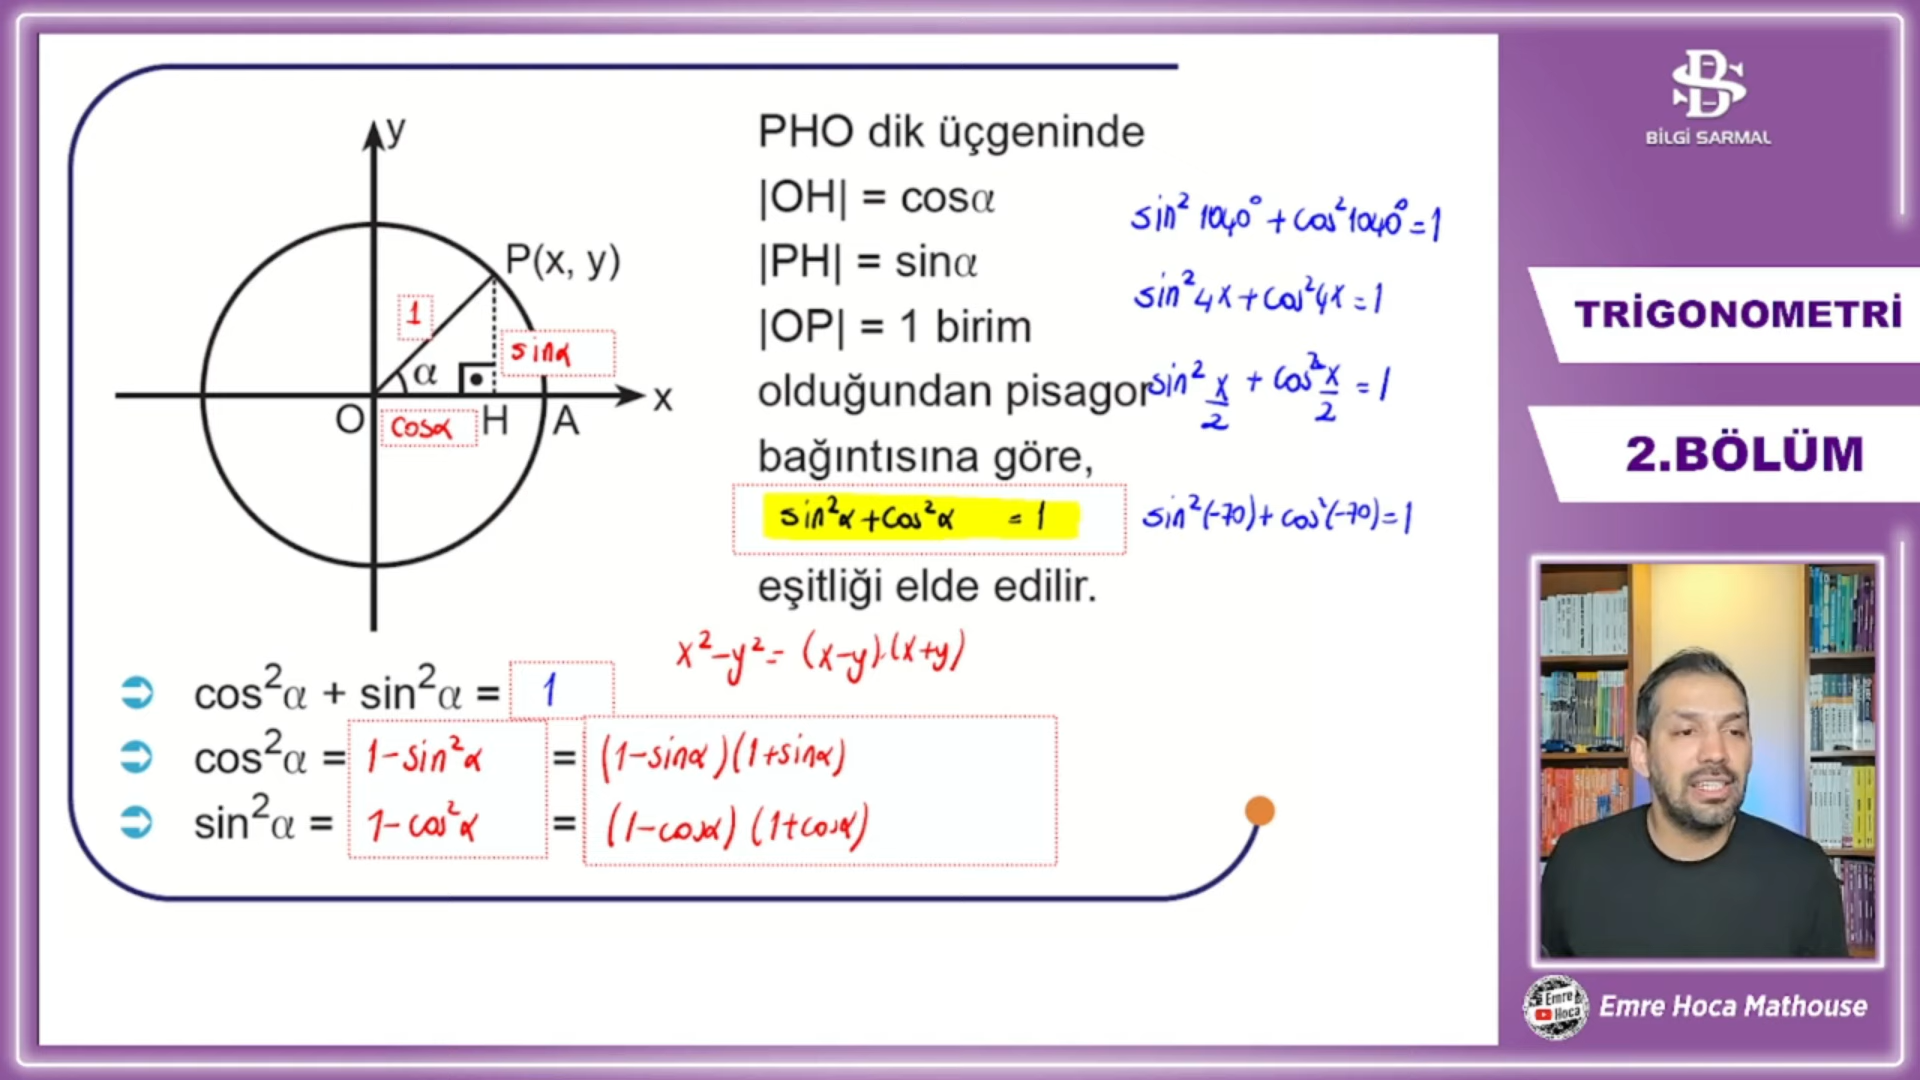 y
P(x, y)
1
sinα
α
x
O
cosα
H
A
PHO dik üçgeninde
|OH| = cosα
|PH| = sinα
|OP| = 1 birim
olduğundan pisagor
bağıntısına göre,
sin²α + cos²α = 1
eşitliği elde edilir.
sin² 1040° + cos² 1040° = 1
sin² 4x + cos² 4x = 1
sin² x/2 + cos² x/2 = 1
sin²(-70) + cos²(-70) = 1
x² - y² = (x-y).(x+y)
cos²α + sin²α = 1
cos²α = 1 - sin²α = (1-sinα)(1+sinα)
sin²α = 1 - cos²α = (1-cosα)(1+cosα)
BİLGİ SARMAL
TRİGONOMETRİ
2.BÖLÜM
Emre
Hoca
Emre Hoca Mathouse